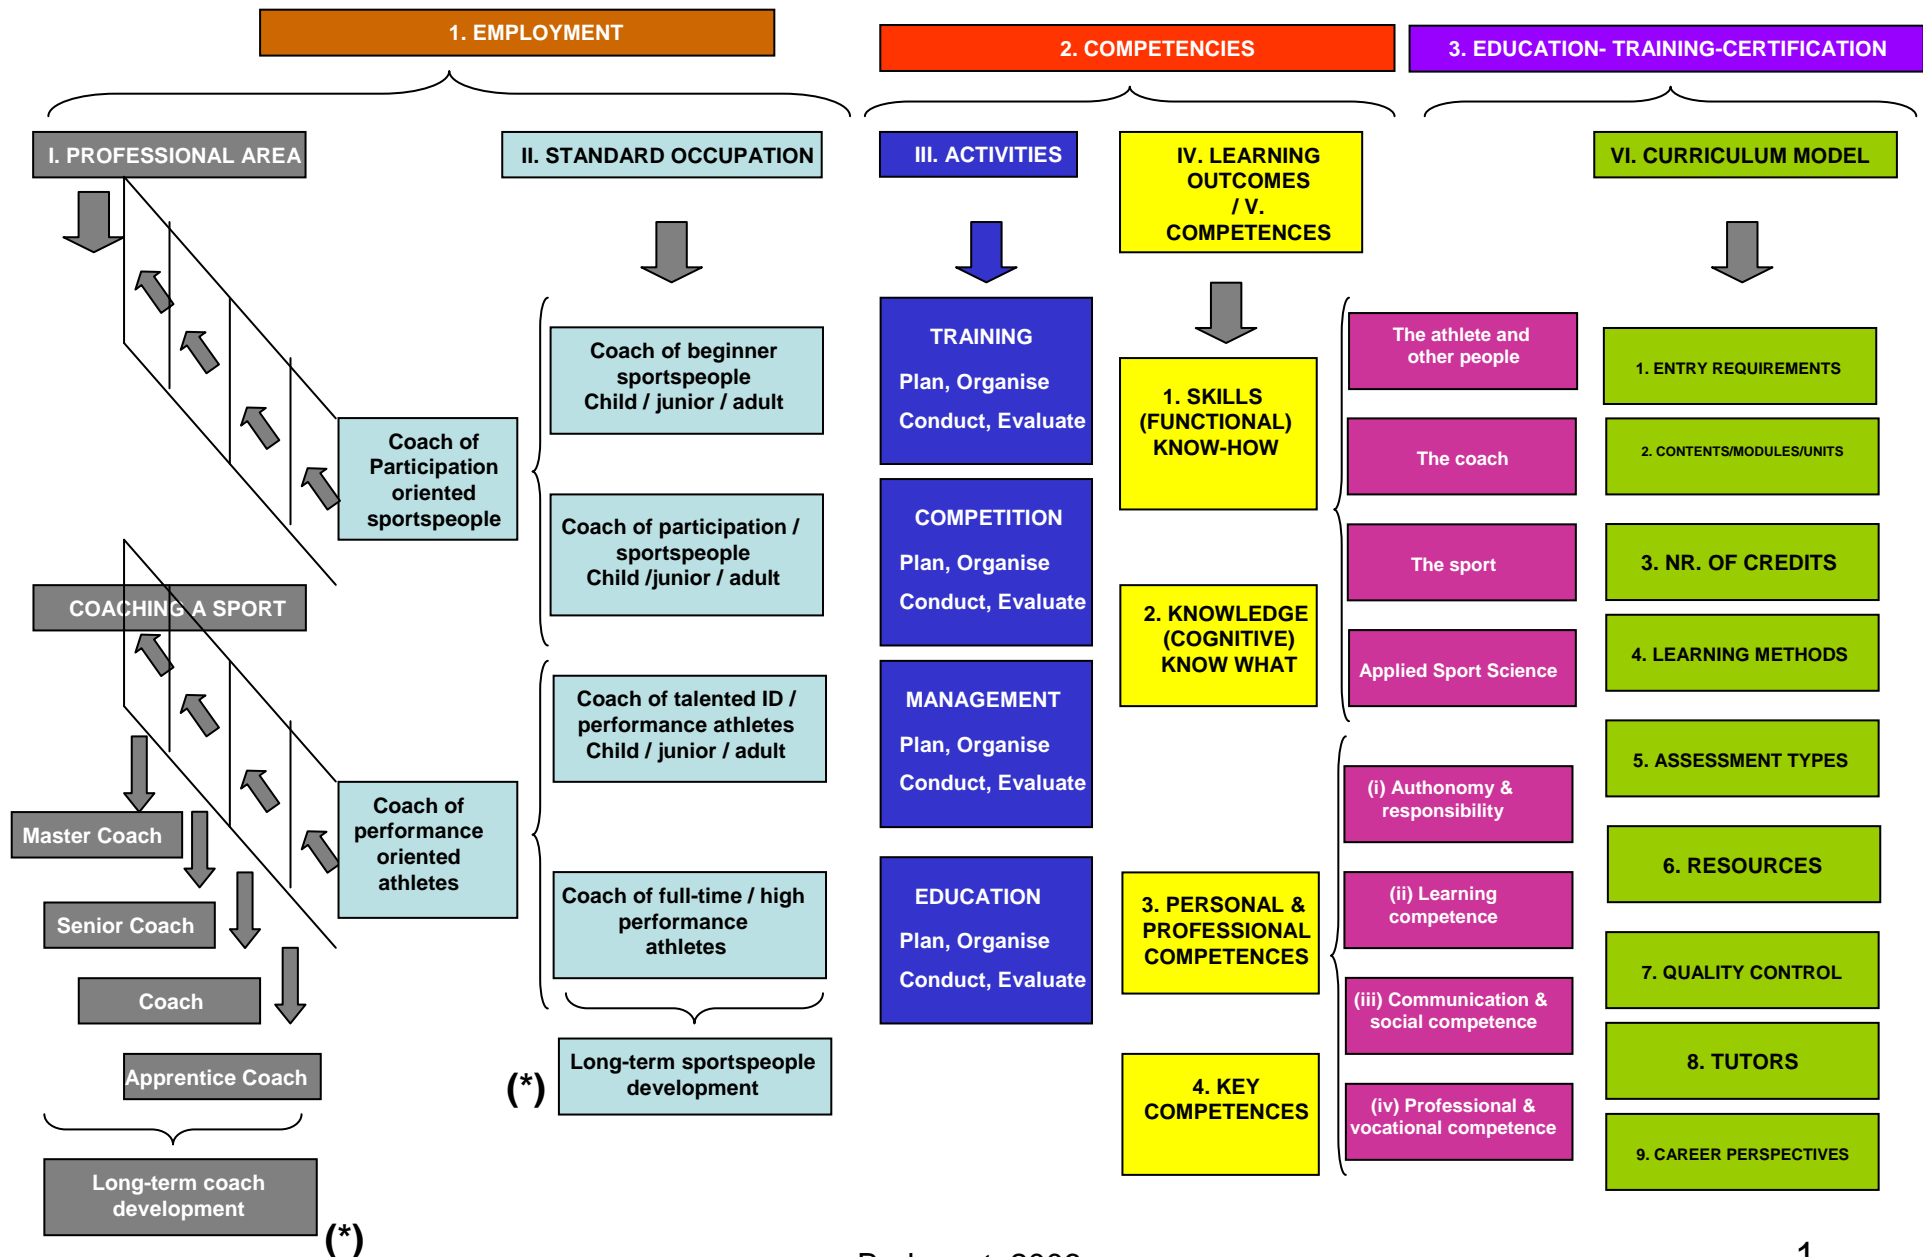 1. EMPLOYMENT
2. COMPETENCIES
3. EDUCATION- TRAINING-CERTIFICATION
I. PROFESSIONAL AREA
II. STANDARD OCCUPATION
III. ACTIVITIES
IV. LEARNING
OUTCOMES
/ V.
COMPETENCES
VI. CURRICULUM MODEL
COACHING A SPORT
Master Coach
Senior Coach
Coach
Apprentice Coach
Long-term coach
development
(*)
Coach of
Participation
oriented
sportspeople
Coach of
performance
oriented
athletes
Coach of beginner
sportspeople
Child / junior / adult
Coach of participation /
sportspeople
Child /junior / adult
Coach of talented ID /
performance athletes
Child / junior / adult
Coach of full-time / high
performance
athletes
(*)
Long-term sportspeople
development
TRAINING
Plan, Organise
Conduct, Evaluate
COMPETITION
Plan, Organise
Conduct, Evaluate
MANAGEMENT
Plan, Organise
Conduct, Evaluate
EDUCATION
Plan, Organise
Conduct, Evaluate
1. SKILLS
(FUNCTIONAL)
KNOW-HOW
2. KNOWLEDGE
(COGNITIVE)
KNOW WHAT
3. PERSONAL &
PROFESSIONAL
COMPETENCES
4. KEY
COMPETENCES
The athlete and
other people
The coach
The sport
Applied Sport Science
(i) Authonomy &
responsibility
(ii) Learning
competence
(iii) Communication &
social competence
(iv) Professional &
vocational competence
1. ENTRY REQUIREMENTS
2. CONTENTS/MODULES/UNITS
3. NR. OF CREDITS
4. LEARNING METHODS
5. ASSESSMENT TYPES
6. RESOURCES
7. QUALITY CONTROL
8. TUTORS
9. CAREER PERSPECTIVES
1